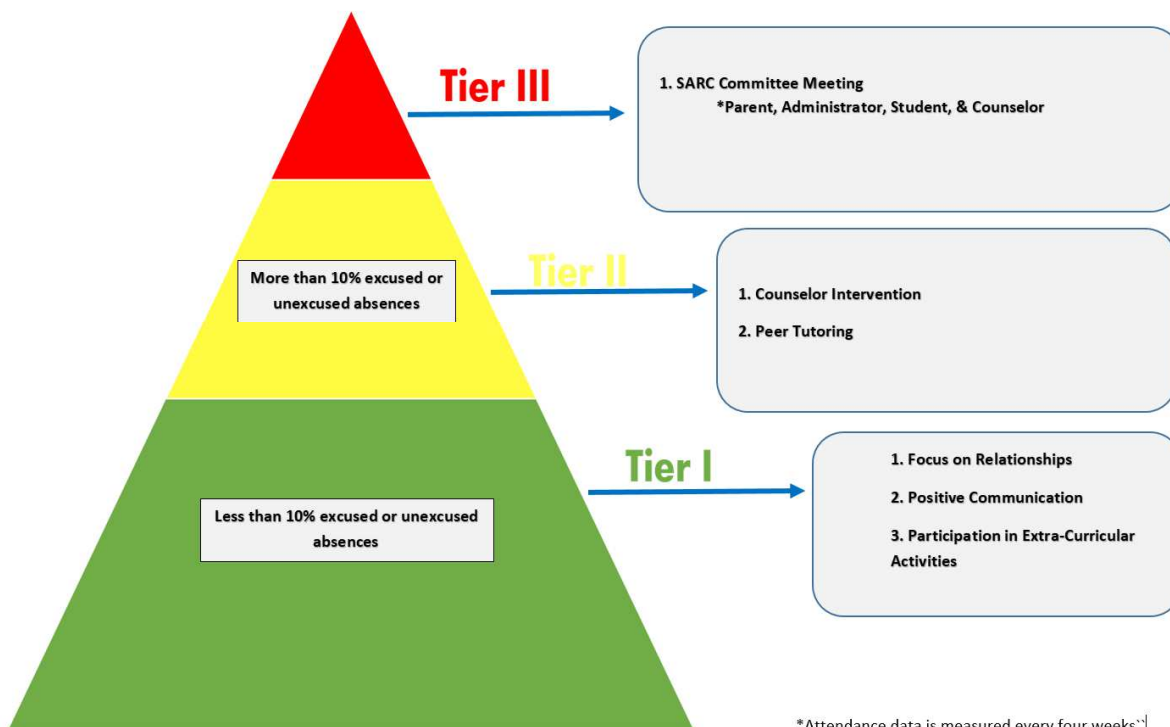 Tier III
1. SARC Committee Meeting
*Parent, Administrator, Student, & Counselor
More than 10% excused or
unexcused absences
Tier II
1. Counselor Intervention
2. Peer Tutoring
Less than 10% excused or unexcused
absences
Tier I
1. Focus on Relationships
2. Positive Communication
3. Participation in Extra-Curricular
Activities
*Attendance data is measured every four weeks``